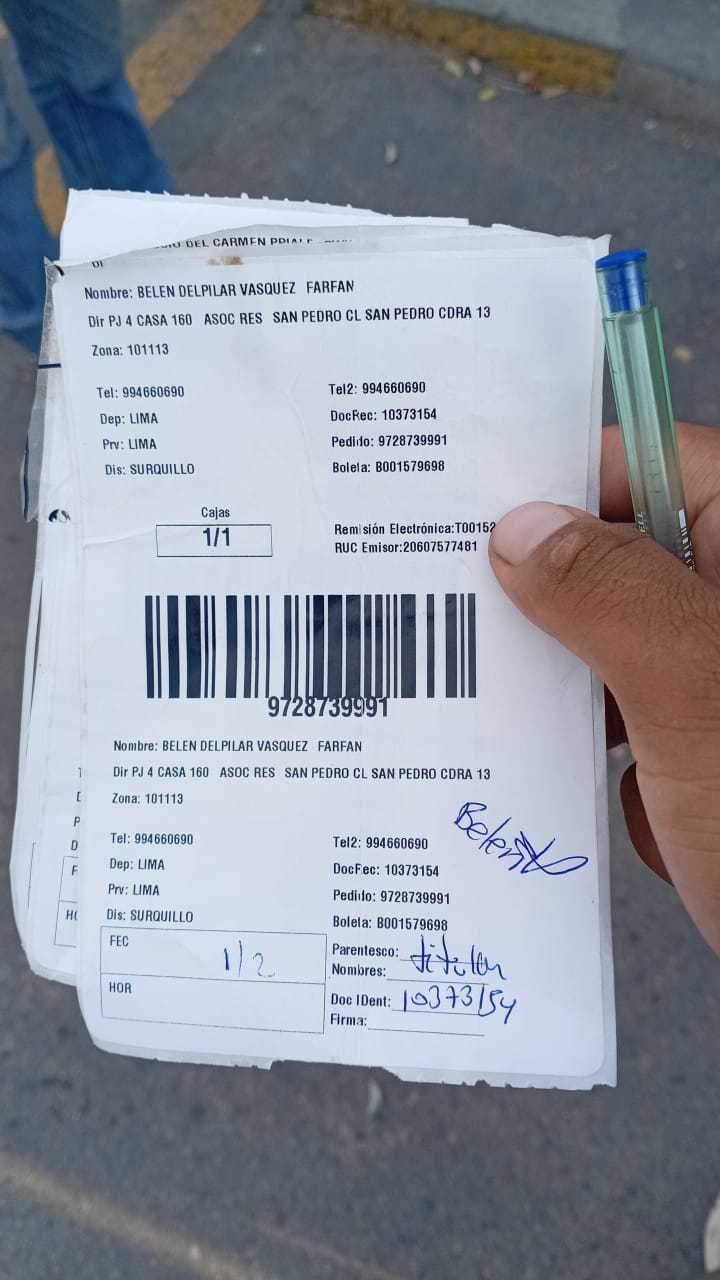 DEL CARMEN
Nombre: BELEN DELPILAR VASQUEZ FARFAN
Dir PJ 4 CASA 160 ASOC RES SAN PEDRO CL SAN PEDRO CDRA 13
Zona: 101113
Tel: 994660690 Tel2: 994660690
Dep: LIMA DocRec: 10373154
Prv: LIMA Pedido: 9728739991
Dis: SURQUILLO Boleta: B001579698
Cajas
1/1
Remisión Electrónica:T00152
RUC Emisor:20607577481
9728739991
Nombre: BELEN DELPILAR VASQUEZ FARFAN
Dir PJ 4 CASA 160 ASOC RES SAN PEDRO CL SAN PEDRO CDRA 13
Zona: 101113
Belen
Tel: 994660690 Tel2: 994660690
Dep: LIMA DocRec: 10373154
Prv: LIMA Pedido: 9728739991
Dis: SURQUILLO Boleta: B001579698
FEC 1/2 Parentesco: titular
Nombres:
HOR Doc IDent: 10373154
Firma: